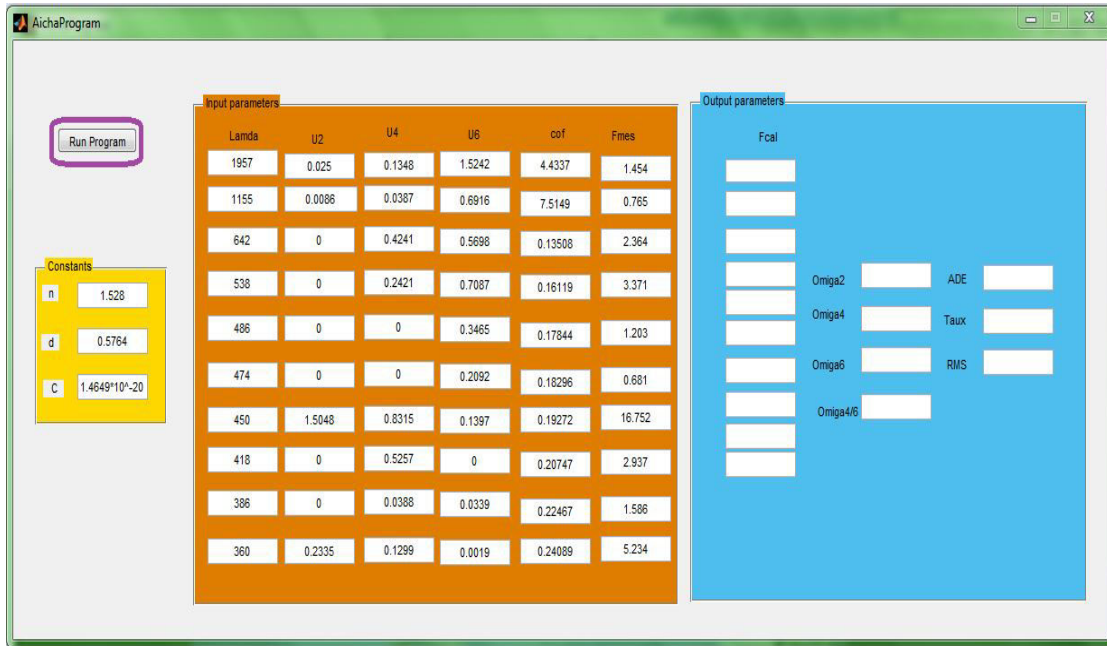 AichaProgram
Run Program
Constants
n 1.528
d 0.5764
C 1.4649*10^-20
Input parameters
Lamda U2 U4 U6 cof Fmes
1957 0.025 0.1348 1.5242 4.4337 1.454
1155 0.0086 0.0387 0.6916 7.5149 0.765
642 0 0.4241 0.5698 0.13508 2.364
538 0 0.2421 0.7087 0.16119 3.371
486 0 0 0.3465 0.17844 1.203
474 0 0 0.2092 0.18296 0.681
450 1.5048 0.8315 0.1397 0.19272 16.752
418 0 0.5257 0 0.20747 2.937
386 0 0.0388 0.0339 0.22467 1.586
360 0.2335 0.1299 0.0019 0.24089 5.234
Output parameters
Fcal
Omiga2 ADE
Omiga4 Taux
Omiga6 RMS
Omiga4/6